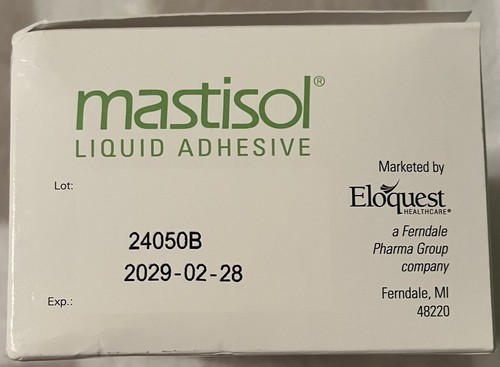 mastisol®
LIQUID ADHESIVE
Lot:
24050B
2029-02-28
Exp.:
Marketed by
Eloquest
HEALTHCARE®
a Ferndale
Pharma Group
company
Ferndale, MI
48220